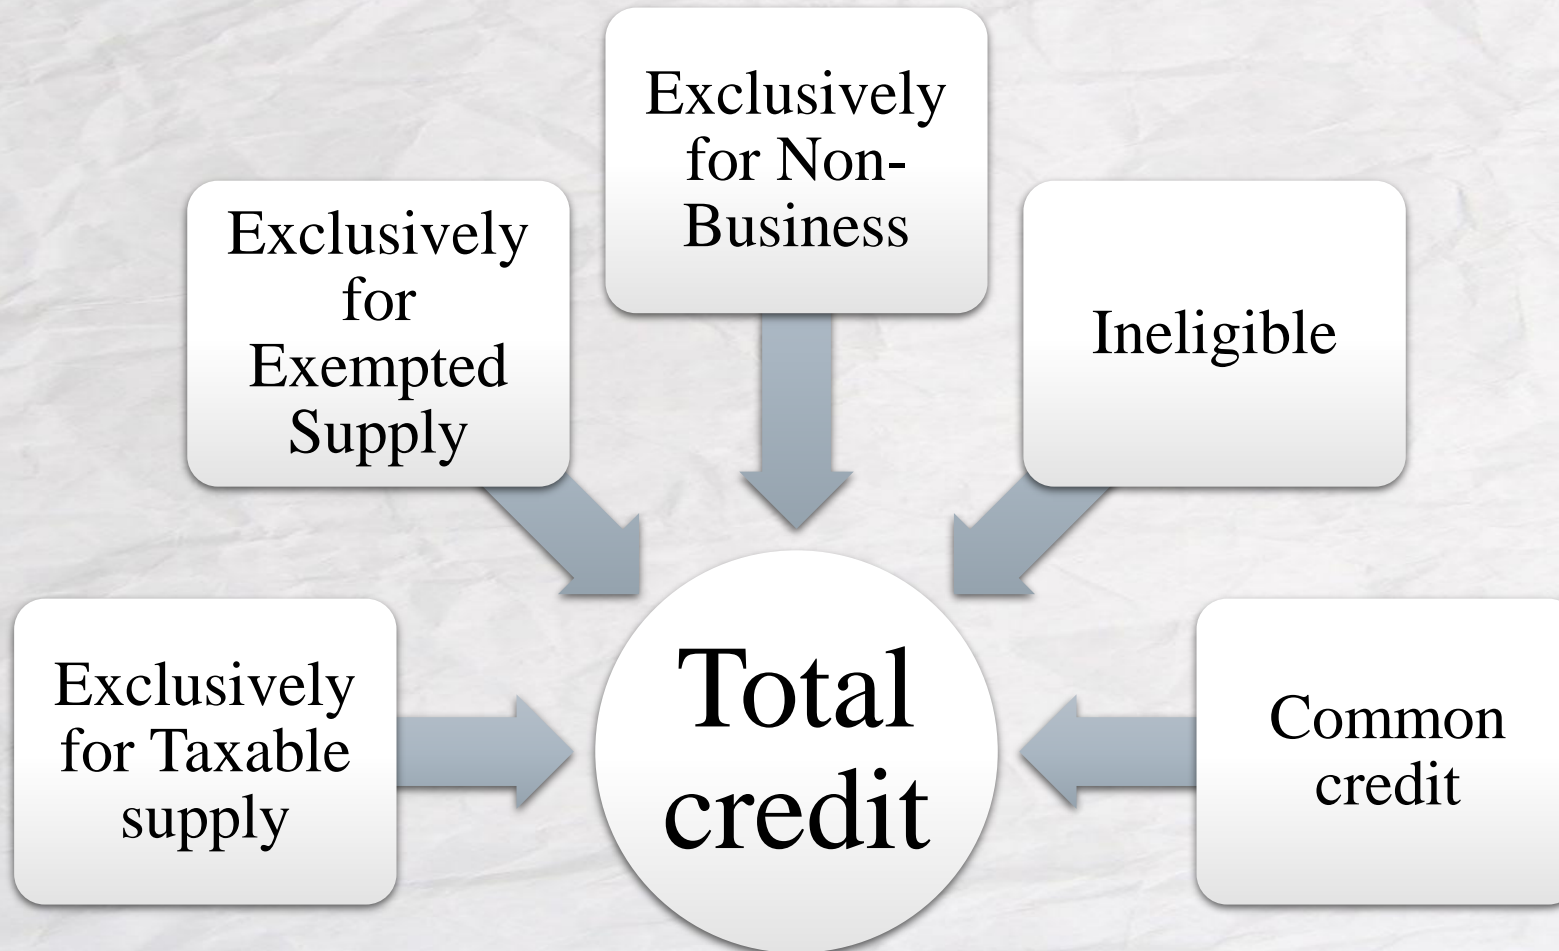 Exclusively
for Non-
Business
Exclusively
for
Exempted
Supply
Ineligible
Exclusively
for Taxable
supply
Total
credit
Common
credit